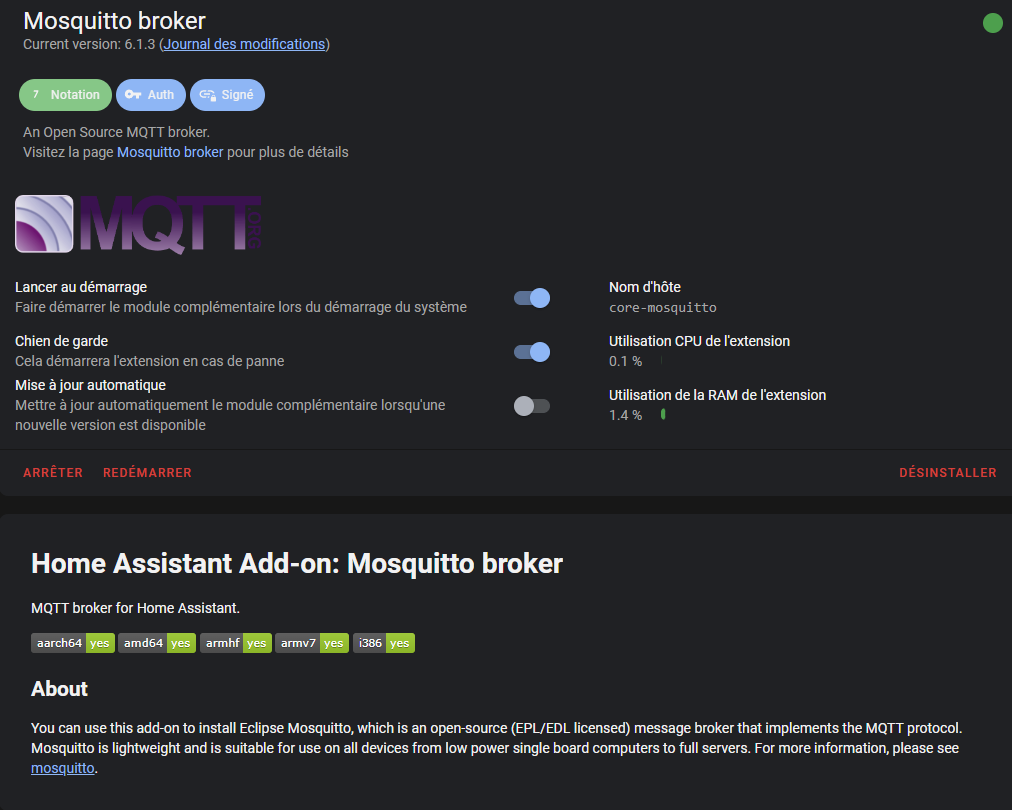 Mosquitto broker
Current version: 6.1.3 (Journal des modifications)
7 Notation Auth Signé
An Open Source MQTT broker.
Visitez la page Mosquitto broker pour plus de détails
MQTT.ORG
Lancer au démarrage
Faire démarrer le module complémentaire lors du démarrage du système
Nom d'hôte
core-mosquitto
Chien de garde
Cela démarrera l'extension en cas de panne
Utilisation CPU de l'extension
0.1 %
Mise à jour automatique
Mettre à jour automatiquement le module complémentaire lorsqu'une
nouvelle version est disponible
Utilisation de la RAM de l'extension
1.4 %
ARRÊTER REDÉMARRER DÉSINSTALLER
Home Assistant Add-on: Mosquitto broker
MQTT broker for Home Assistant.
aarch64 yes amd64 yes armhf yes armv7 yes i386 yes
About
You can use this add-on to install Eclipse Mosquitto, which is an open-source (EPL/EDL licensed) message broker that implements the MQTT protocol.
Mosquitto is lightweight and is suitable for use on all devices from low power single board computers to full servers. For more information, please see
mosquitto.